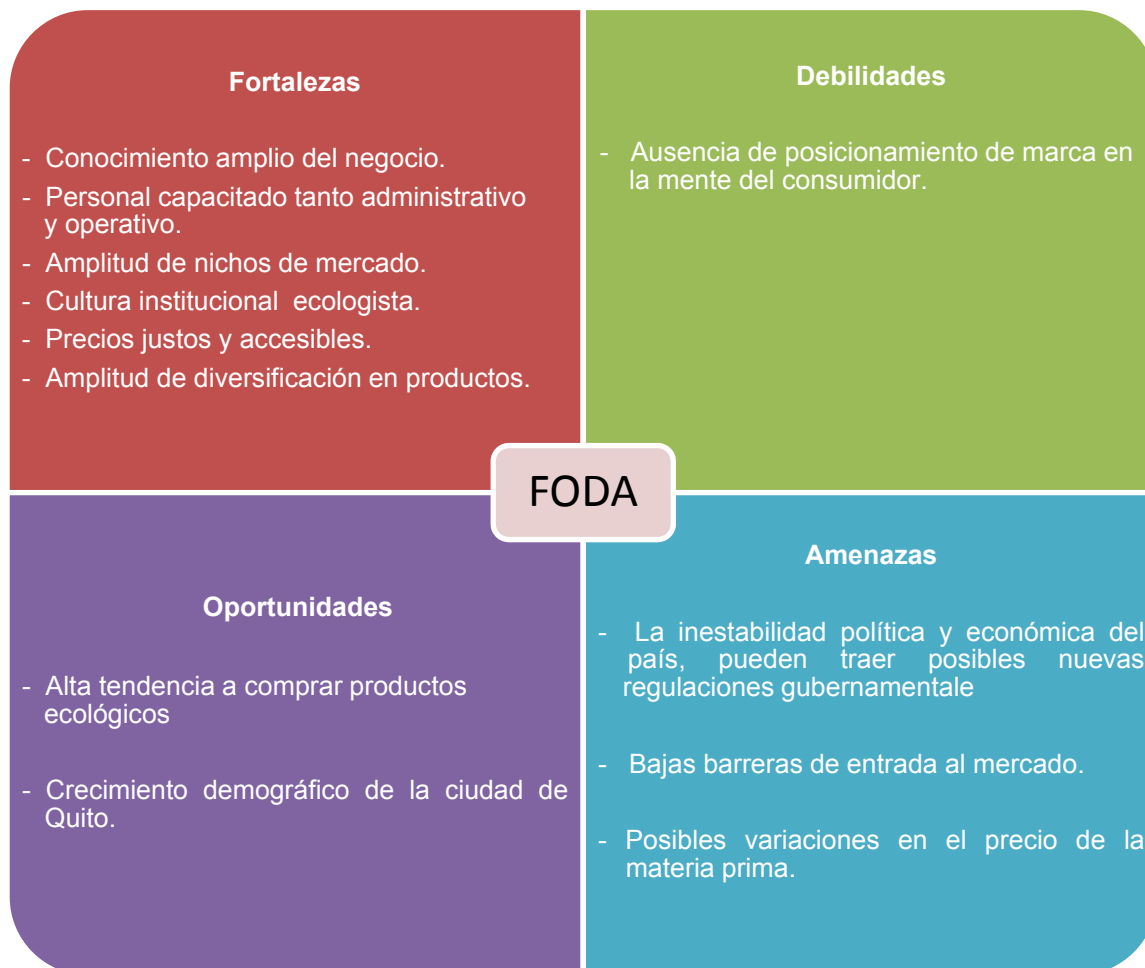 Fortalezas
- Conocimiento amplio del negocio.
- Personal capacitado tanto administrativo
y operativo.
- Amplitud de nichos de mercado.
- Cultura institucional ecologista.
- Precios justos y accesibles.
- Amplitud de diversificación en productos.
Debilidades
- Ausencia de posicionamiento de marca en
la mente del consumidor.
FODA
Oportunidades
- Alta tendencia a comprar productos
ecológicos
- Crecimiento demográfico de la ciudad de
Quito.
Amenazas
- La inestabilidad política y económica del
país, pueden traer posibles nuevas
regulaciones gubernamentale
- Bajas barreras de entrada al mercado.
- Posibles variaciones en el precio de la
materia prima.